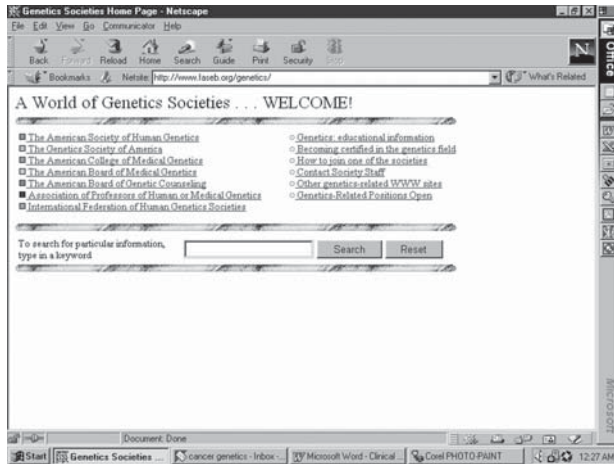 Genetics Societies Home Page - Netscape
File Edit View Go Communicator Help
Back Forward Reload Home Search Guide Print Security Stop
Bookmarks Netsite: http://www.faseb.org/genetics/ What's Related
A World of Genetics Societies . . . WELCOME!
The American Society of Human Genetics
The Genetics Society of America
The American College of Medical Genetics
The American Board of Medical Genetics
The American Board of Genetic Counseling
Association of Professors of Human or Medical Genetics
International Federation of Human Genetics Societies
Genetics: educational information
Becoming certified in the genetics field
How to join one of the societies
Contact Society Staff
Other genetics-related WWW sites
Genetics-Related Positions Open
To search for particular information,
type in a keyword
Search Reset
Document: Done
Start Genetics Societies ... cancer genetics - Inbox -... Microsoft Word - Clinical ... Corel PHOTO-PAINT 12:27 AM
Office
Microsoft